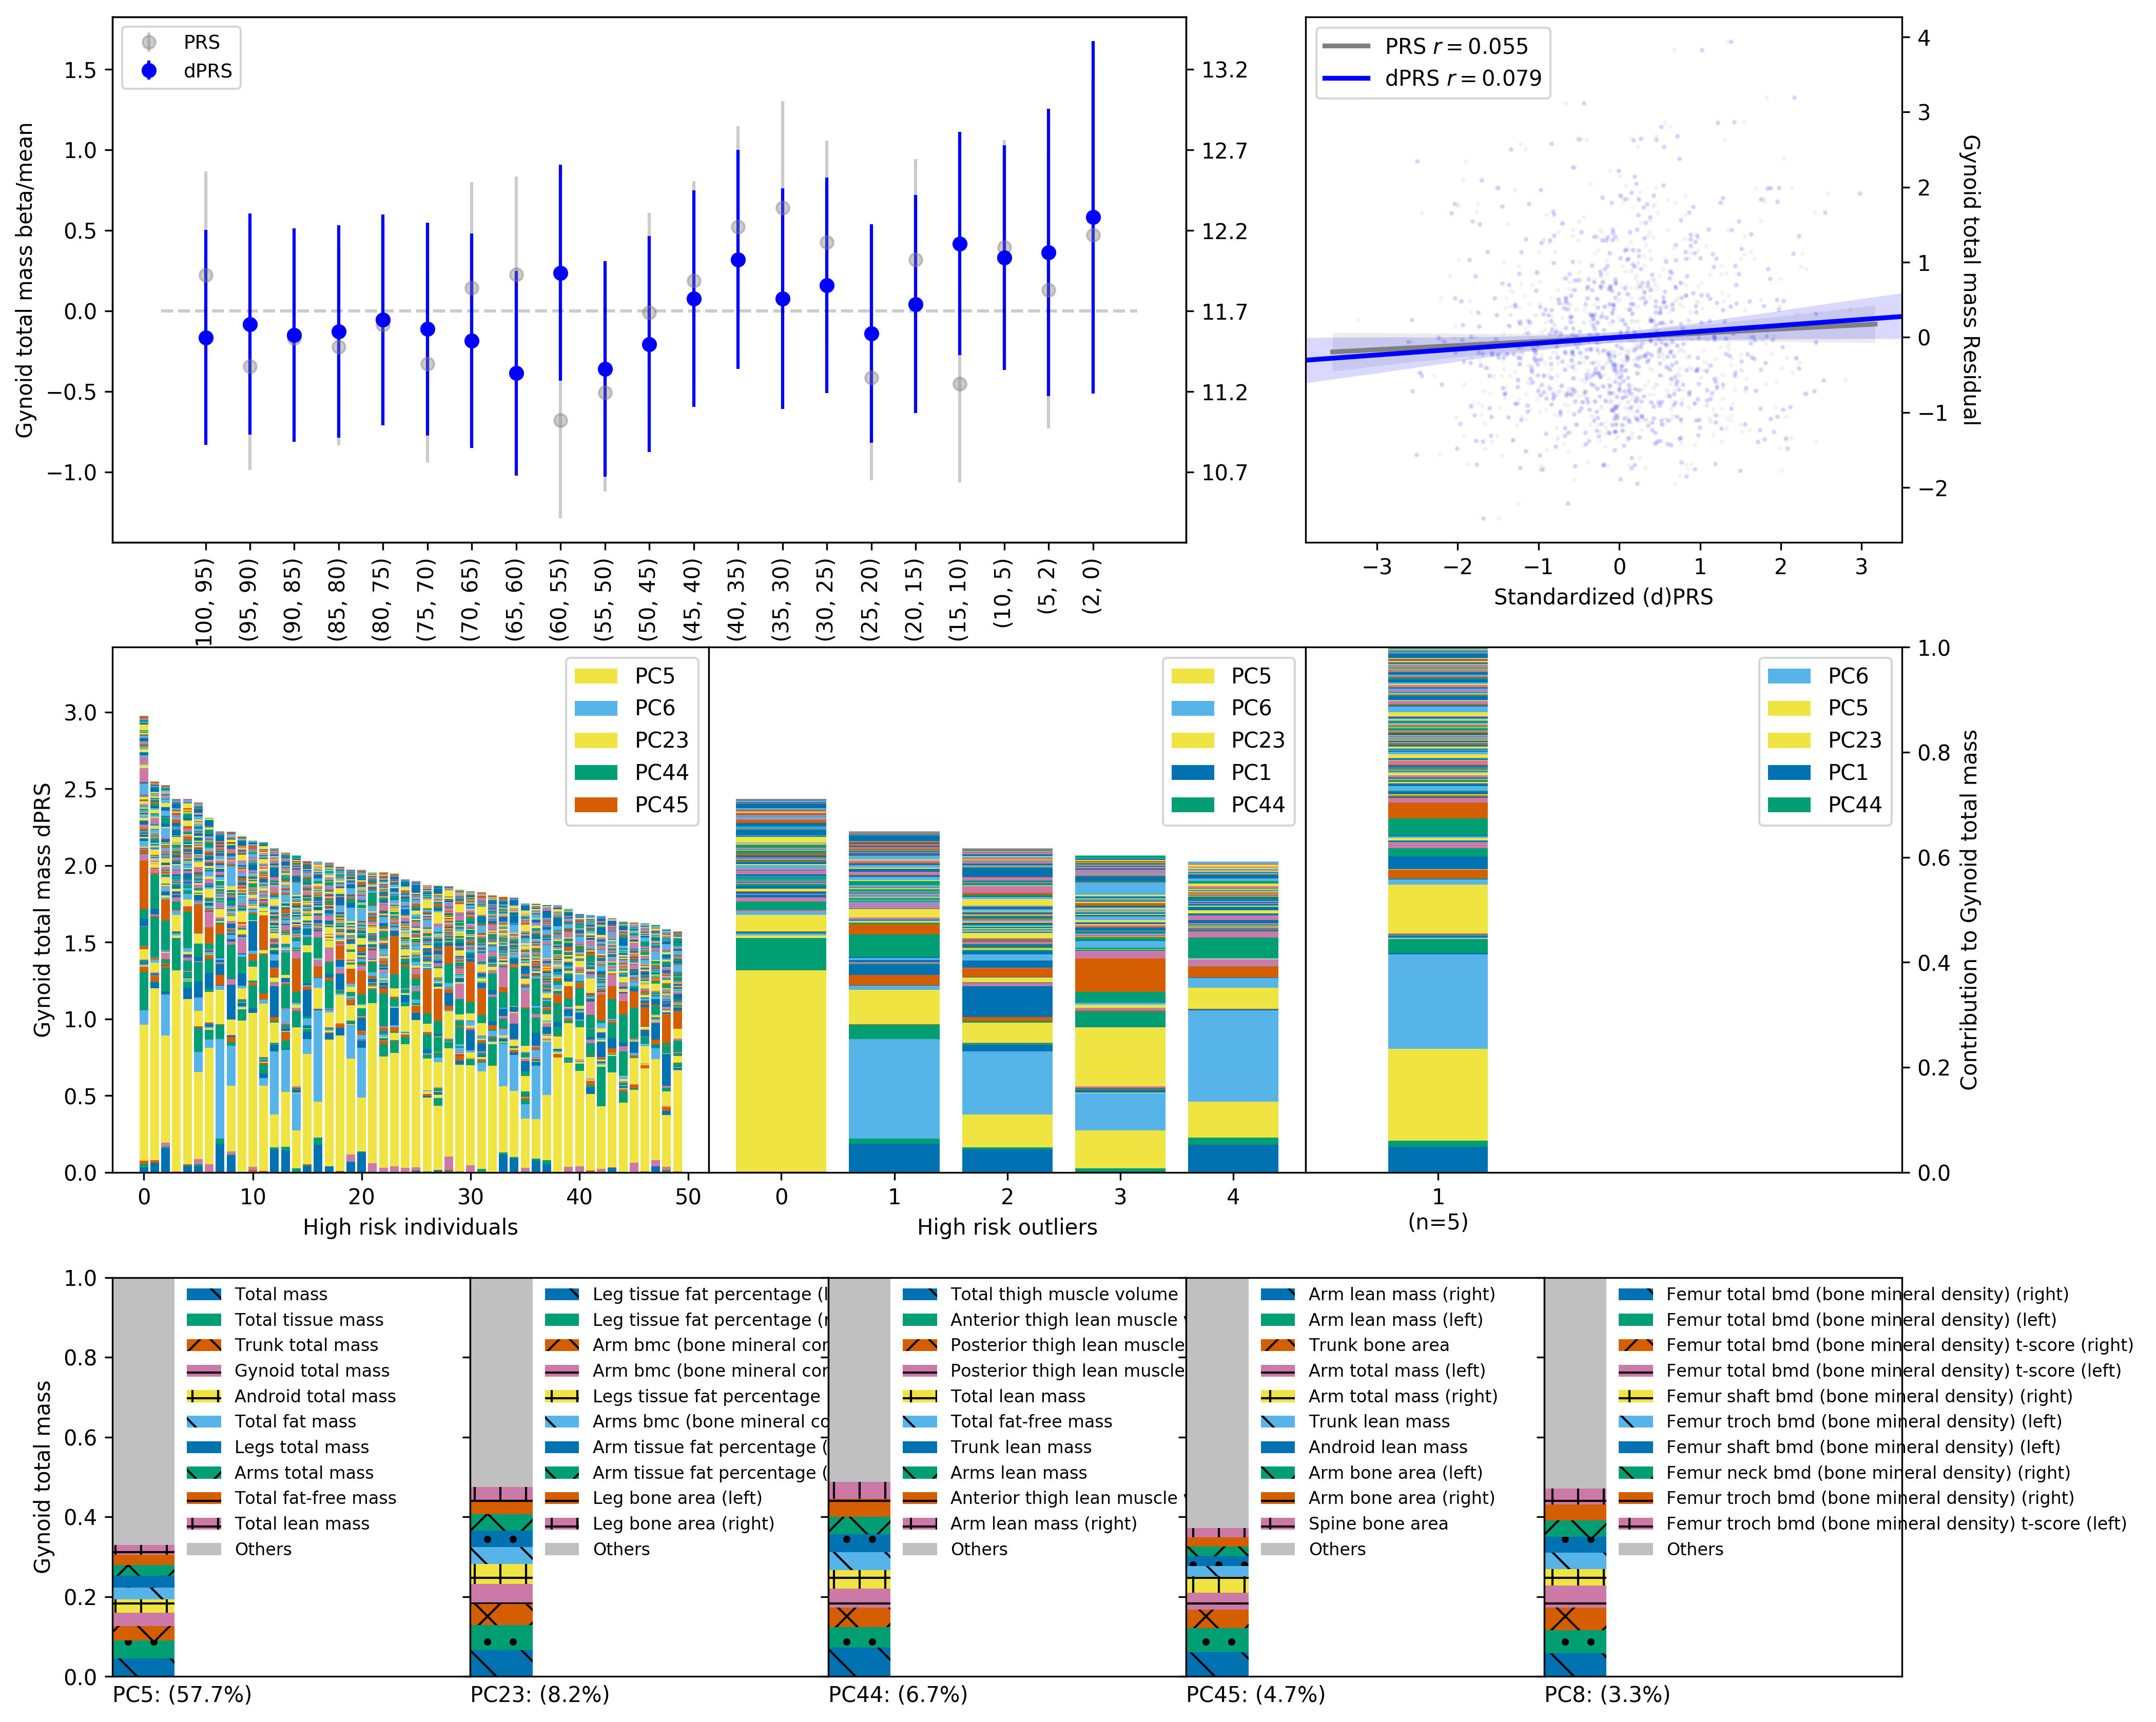 PRS
dPRS
1.5
1.0
0.5
0.0
−0.5
−1.0
Gynoid total mass beta/mean
13.2
12.7
12.2
11.7
11.2
10.7
100, 95)
(95, 90)
(90, 85)
(85, 80)
(80, 75)
(75, 70)
(70, 65)
(65, 60)
(60, 55)
(55, 50)
(50, 45)
(45, 40)
(40, 35)
(35, 30)
(30, 25)
(25, 20)
(20, 15)
(15, 10)
(10, 5)
(5, 2)
(2, 0)
PRS r = 0.055
dPRS r = 0.079
4
3
2
1
0
−1
−2
Gynoid total mass Residual
−3
−2
−1
0
1
2
3
Standardized (d)PRS
Gynoid total mass dPRS
3.0
2.5
2.0
1.5
1.0
0.5
0.0
PC5
PC6
PC23
PC44
PC45
0
10
20
30
40
50
High risk individuals
PC5
PC6
PC23
PC1
PC44
0
1
2
3
4
High risk outliers
PC6
PC5
PC23
PC1
PC44
1
(n=5)
1.0
0.8
0.6
0.4
0.2
0.0
Contribution to Gynoid total mass
Gynoid total mass
1.0
0.8
0.6
0.4
0.2
0.0
Total mass
Total tissue mass
Trunk total mass
Gynoid total mass
Android total mass
Total fat mass
Legs total mass
Arms total mass
Total fat-free mass
Total lean mass
Others
PC5: (57.7%)
Leg tissue fat percentage (l
Leg tissue fat percentage (r
Arm bmc (bone mineral con
Arm bmc (bone mineral con
Legs tissue fat percentage
Arms bmc (bone mineral co
Arm tissue fat percentage (
Arm tissue fat percentage (
Leg bone area (left)
Leg bone area (right)
Others
PC23: (8.2%)
Total thigh muscle volume
Anterior thigh lean muscle v
Posterior thigh lean muscle
Posterior thigh lean muscle
Total lean mass
Total fat-free mass
Trunk lean mass
Arms lean mass
Anterior thigh lean muscle v
Arm lean mass (right)
Others
PC44: (6.7%)
Arm lean mass (right)
Arm lean mass (left)
Trunk bone area
Arm total mass (left)
Arm total mass (right)
Trunk lean mass
Android lean mass
Arm bone area (left)
Arm bone area (right)
Spine bone area
Others
PC45: (4.7%)
Femur total bmd (bone mineral density) (right)
Femur total bmd (bone mineral density) (left)
Femur total bmd (bone mineral density) t-score (right)
Femur total bmd (bone mineral density) t-score (left)
Femur shaft bmd (bone mineral density) (right)
Femur troch bmd (bone mineral density) (left)
Femur shaft bmd (bone mineral density) (left)
Femur neck bmd (bone mineral density) (right)
Femur troch bmd (bone mineral density) (right)
Femur troch bmd (bone mineral density) t-score (left)
Others
PC8: (3.3%)